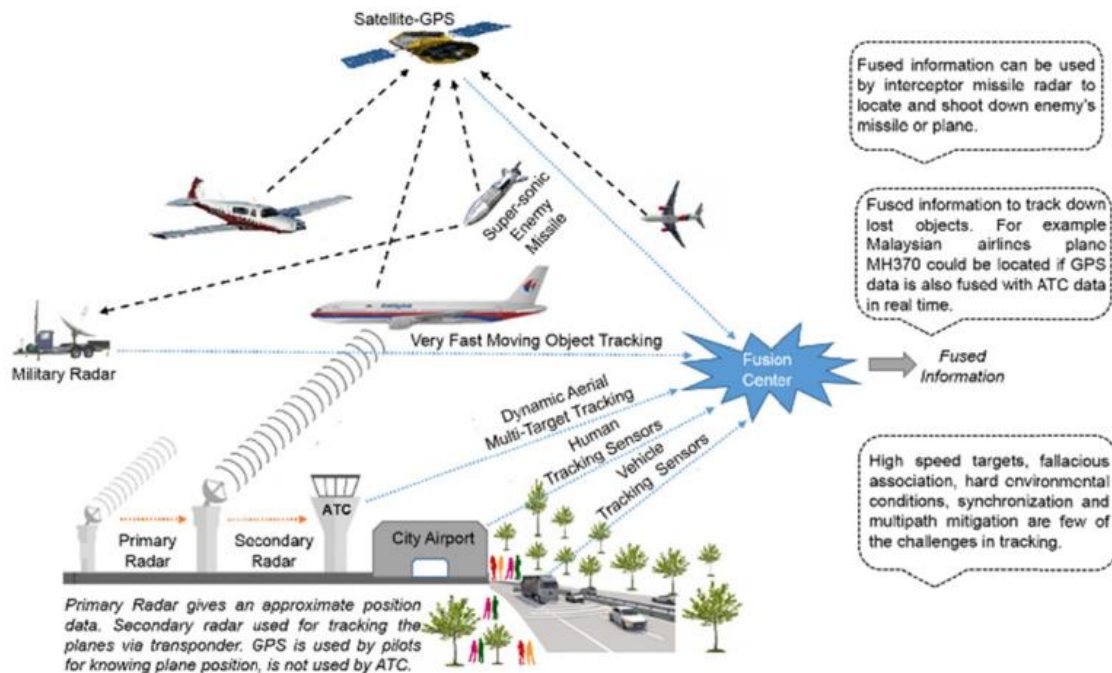 Satellite-GPS
Fused information can be used
by interceptor missile radar to
locate and shoot down enemy's
missile or plane.
Super-sonic
Enemy
Missile
Fused information to track down
lost objects. For example
Malaysian airlines plane
MH370 could be located if GPS
data is also fused with ATC data
in real time.
malaysia
Very Fast Moving Object Tracking
Military Radar
Fusion
Center
Fused
Information
Dynamic Aerial
Multi-Target Tracking
Human
Tracking Sensors
Vehicle
Tracking Sensors
High speed targets, fallacious
association, hard environmental
conditions, synchronization and
multipath mitigation are few of
the challenges in tracking.
ATC
Primary
Radar
Secondary
Radar
City Airport
Primary Radar gives an approximate position
data. Secondary radar used for tracking the
planes via transponder. GPS is used by pilots
for knowing plane position, is not used by ATC.